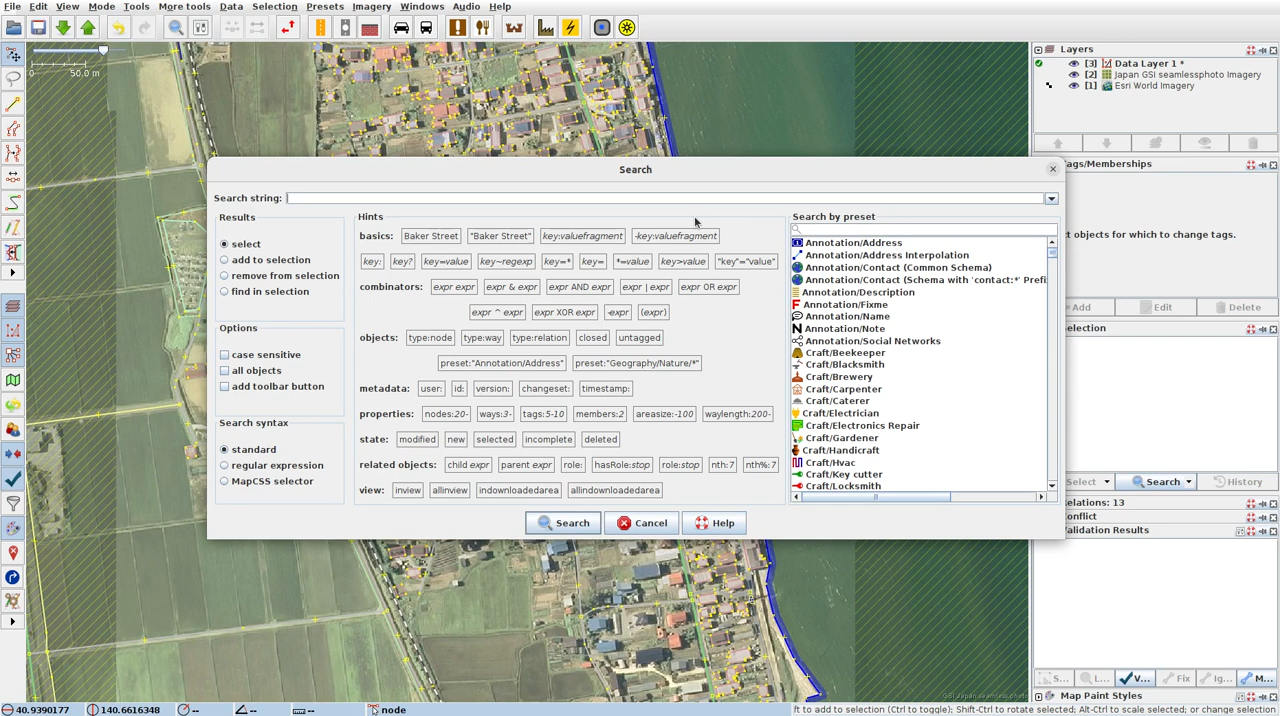 File Edit View Mode Tools More tools Data Selection Presets Imagery Windows Audio Help
0 50.0 m
Layers
[3] Data Layer 1 *
[2] Japan GSI seamlessphoto Imagery
[1] Esri World Imagery
Tags/Memberships
ct objects for which to change tags.
Add Edit Delete
election
Select Search History
elations: 13
onflict
alidation Results
S... L... V... Fix Ig... M...
Map Paint Styles
Search
Search string:
Results
select
add to selection
remove from selection
find in selection
Options
case sensitive
all objects
add toolbar button
Search syntax
standard
regular expression
MapCSS selector
Hints
basics: Baker Street "Baker Street" key:valuefragment -key:valuefragment
key: key? key=value key~regexp key=* key= *=value key>value "key"="value"
combinators: expr expr expr & expr expr AND expr expr | expr expr OR expr
expr ^ expr expr XOR expr -expr (expr)
objects: type:node type:way type:relation closed untagged
preset:"Annotation/Address" preset:"Geography/Nature/*"
metadata: user: id: version: changeset: timestamp:
properties: nodes:20- ways:3- tags:5-10 members:2 areasize:-100 waylength:200-
state: modified new selected incomplete deleted
related objects: child expr parent expr role: hasRole:stop role:stop nth:7 nth%:7
view: inview allinview indownloadedarea allindownloadedarea
Search by preset
Annotation/Address
Annotation/Address Interpolation
Annotation/Contact (Common Schema)
Annotation/Contact (Schema with 'contact:*' Prefi
Annotation/Description
Annotation/Fixme
Annotation/Name
Annotation/Note
Annotation/Social Networks
Craft/Beekeeper
Craft/Blacksmith
Craft/Brewery
Craft/Carpenter
Craft/Caterer
Craft/Electrician
Craft/Electronics Repair
Craft/Gardener
Craft/Handicraft
Craft/Hvac
Craft/Key cutter
Craft/Locksmith
Search Cancel Help
GSI Japan seamless photo
40.9390177 140.6616348 -- -- -- node ft to add to selection (Ctrl to toggle); Shift-Ctrl to rotate selected; Alt-Ctrl to scale selected; or change selection